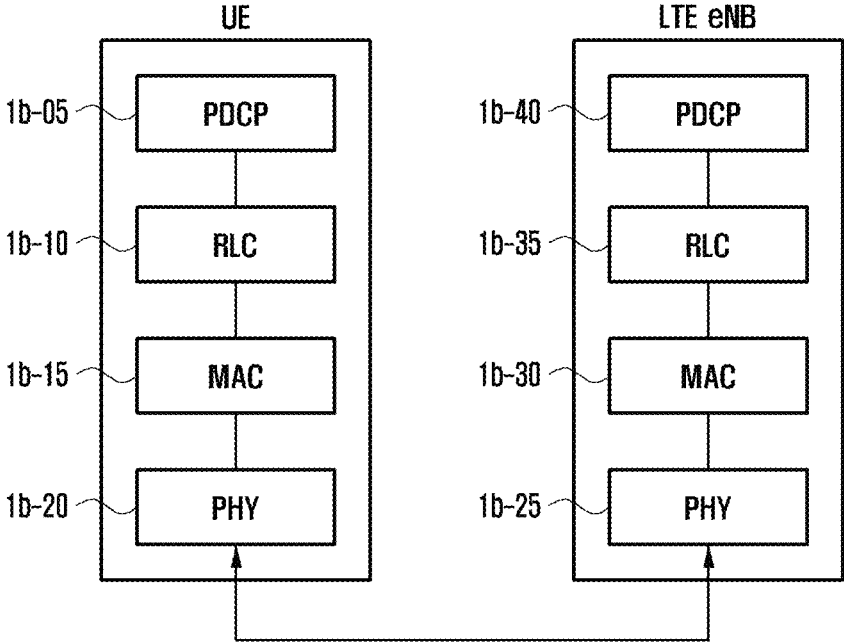 UE LTE eNB
1b-05 PDCP 1b-40 PDCP
1b-10 RLC 1b-35 RLC
1b-15 MAC 1b-30 MAC
1b-20 PHY 1b-25 PHY